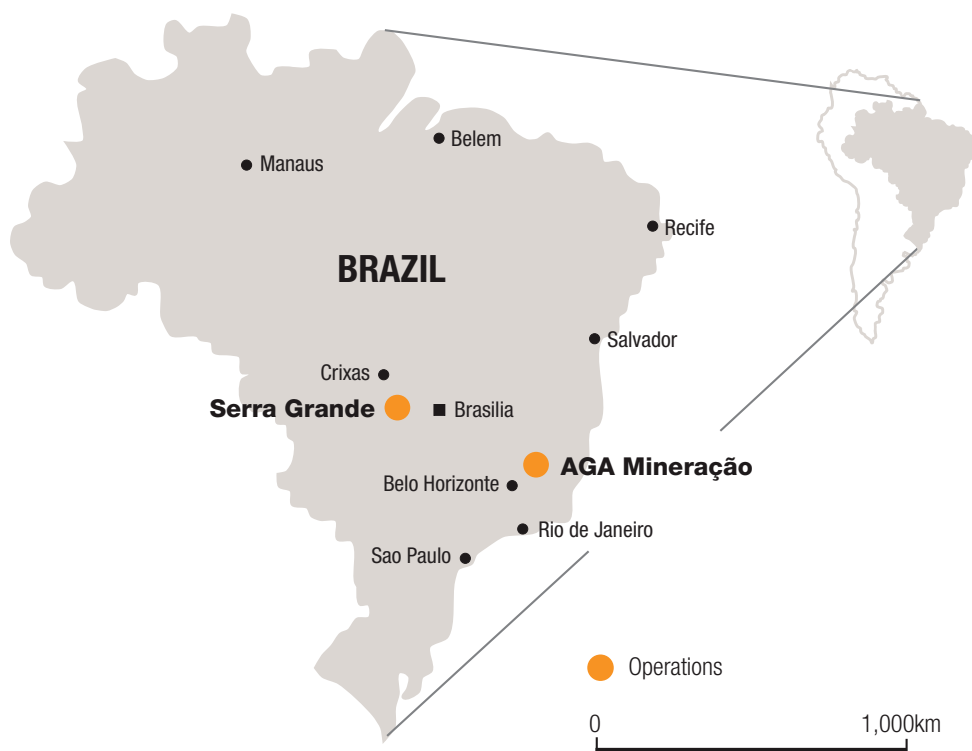 Belem
Manaus
Recife
BRAZIL
Salvador
Crixas
Serra Grande
Brasilia
AGA Mineração
Belo Horizonte
Rio de Janeiro
Sao Paulo
Operations
0 1,000km